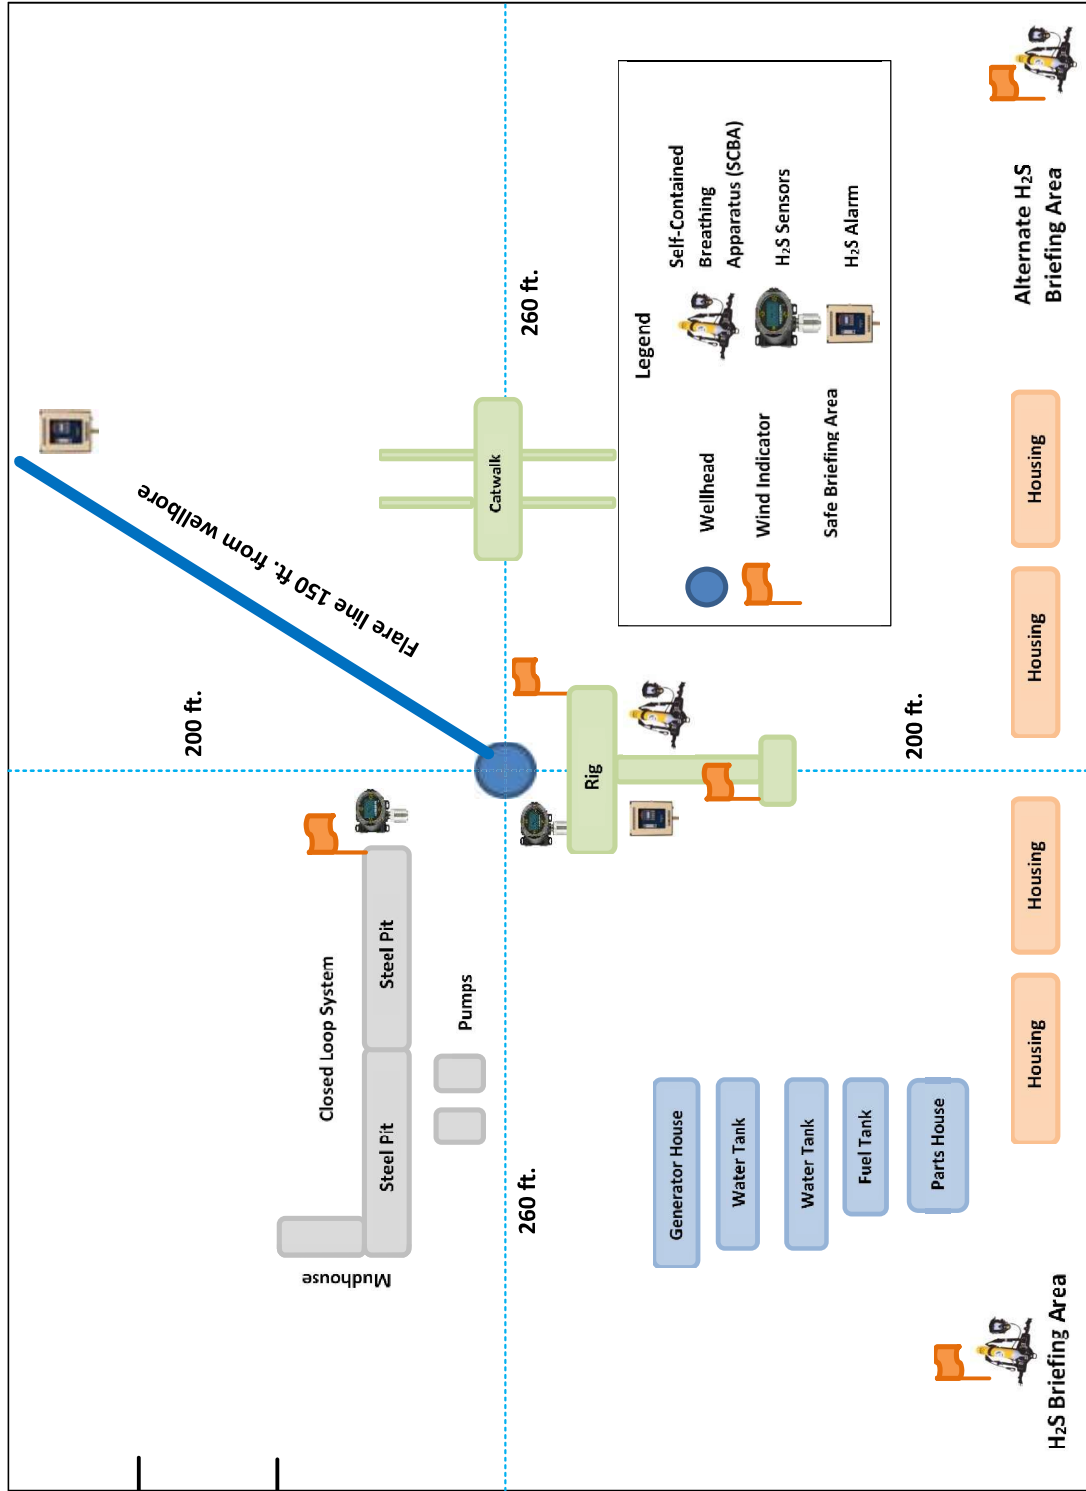 Flare line 150 ft. from wellbore
200 ft.
260 ft.
Catwalk
Closed Loop System
Steel Pit
Steel Pit
Mudhouse
Pumps
260 ft.
Rig
200 ft.
Legend
Wellhead
Wind Indicator
Safe Briefing Area
Self-Contained
Breathing
Apparatus (SCBA)
H₂S Sensors
H₂S Alarm
Generator House
Water Tank
Water Tank
Fuel Tank
Parts House
Housing
Housing
Housing
Housing
H₂S Briefing Area
Alternate H₂S
Briefing Area